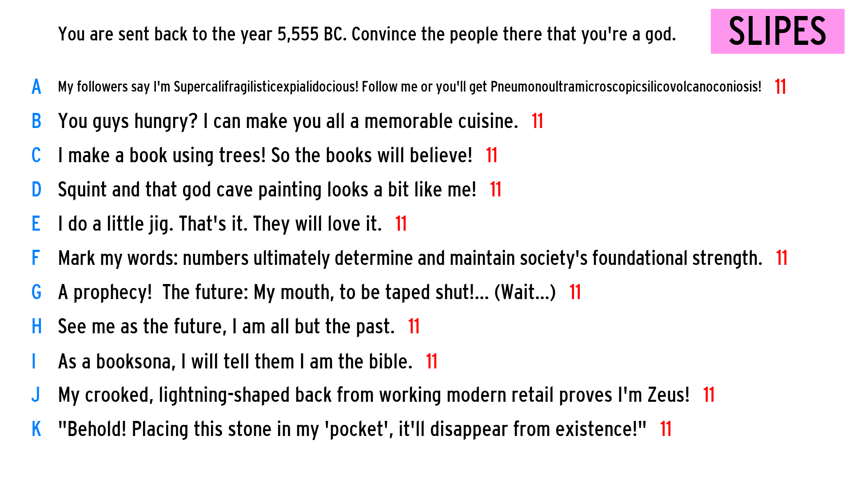 You are sent back to the year 5,555 BC. Convince the people there that you're a god.
SLIPES
A My followers say I'm Supercalifragilisticexpialidocious! Follow me or you'll get Pneumonoultramicroscopicsilicovolcanoconiosis! 11
B You guys hungry? I can make you all a memorable cuisine. 11
C I make a book using trees! So the books will believe! 11
D Squint and that god cave painting looks a bit like me! 11
E I do a little jig. That's it. They will love it. 11
F Mark my words: numbers ultimately determine and maintain society's foundational strength. 11
G A prophecy!  The future: My mouth, to be taped shut!... (Wait...) 11
H See me as the future, I am all but the past. 11
I As a booksona, I will tell them I am the bible. 11
J My crooked, lightning-shaped back from working modern retail proves I'm Zeus! 11
K "Behold! Placing this stone in my 'pocket', it'll disappear from existence!" 11